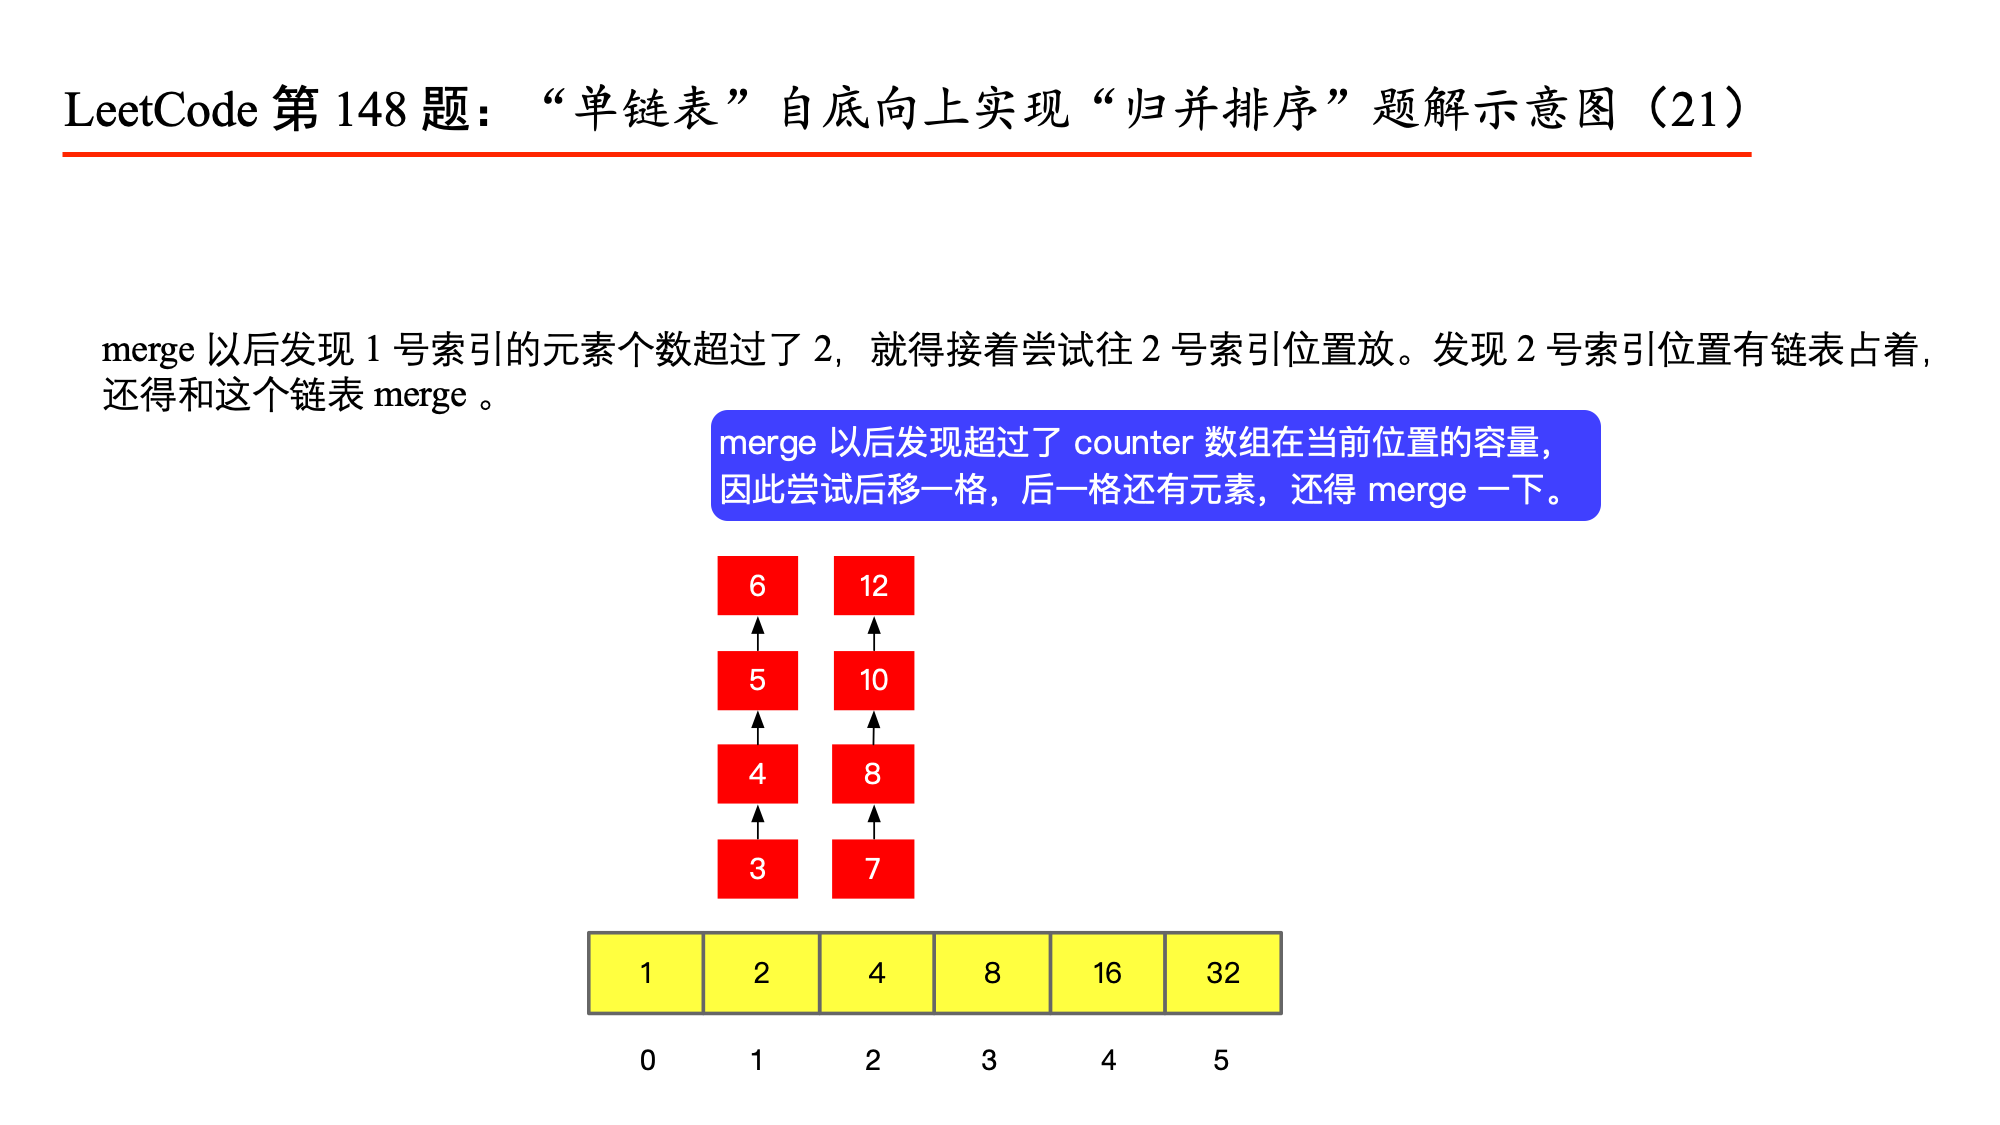 LeetCode 第 148 题：“单链表”自底向上实现“归并排序”题解示意图（21）
merge 以后发现 1 号索引的元素个数超过了 2，就得接着尝试往 2 号索引位置放。发现 2 号索引位置有链表占着，
还得和这个链表 merge 。
merge 以后发现超过了 counter 数组在当前位置的容量，
因此尝试后移一格，后一格还有元素，还得 merge 一下。
6 12
5 10
4 8
3 7
1 2 4 8 16 32
0 1 2 3 4 5